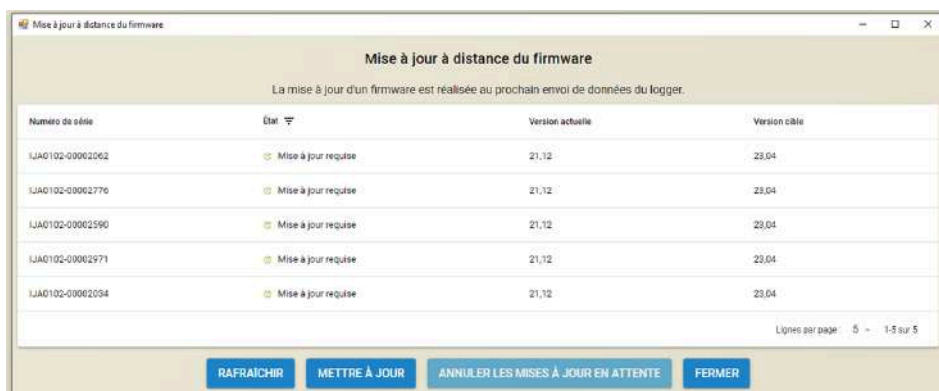 Mise à jour à distance du firmware
Mise à jour à distance du firmware
La mise à jour d'un firmware est réalisée au prochain envoi de données du logger.
Numéro de série État Version actuelle Version cible
IJA0102-00002062 Mise à jour requise 21,12 23,04
IJA0102-00002776 Mise à jour requise 21,12 23,04
IJA0102-00002590 Mise à jour requise 21,12 23,04
IJA0102-00002971 Mise à jour requise 21,12 23,04
IJA0102-00002034 Mise à jour requise 21,12 23,04
Lignes par page: 5 1-5 sur 5
RAFRAÎCHIR METTRE À JOUR ANNULER LES MISES À JOUR EN ATTENTE FERMER